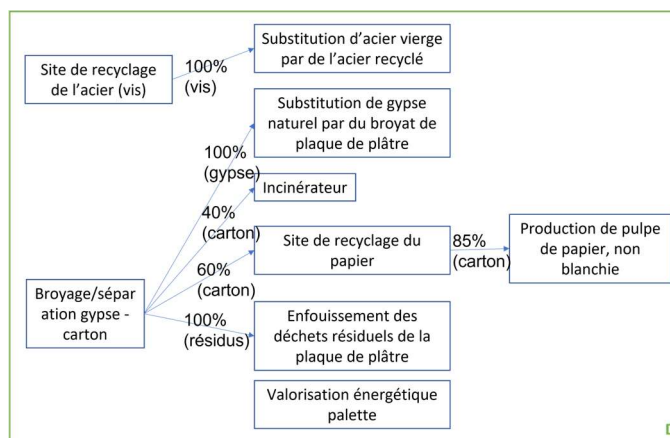 Site de recyclage
de l'acier (vis)
100%
(vis)
Substitution d'acier vierge
par de l'acier recyclé
Substitution de gypse
naturel par du broyat de
plaque de plâtre
100%
(gypse)
Incinérateur
40%
(carton)
Site de recyclage du
papier
85%
(carton)
Production de pulpe
de papier, non
blanchie
60%
(carton)
Broyage/sépar
ation gypse -
carton
100%
(résidus)
Enfouissement des
déchets résiduels de la
plaque de plâtre
Valorisation énergétique
palette